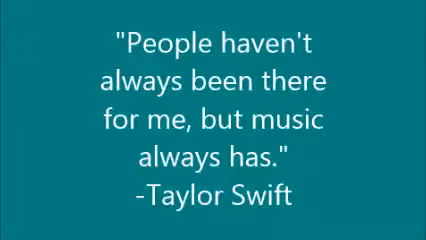 "People haven't
always been there
for me, but music
always has."
-Taylor Swift